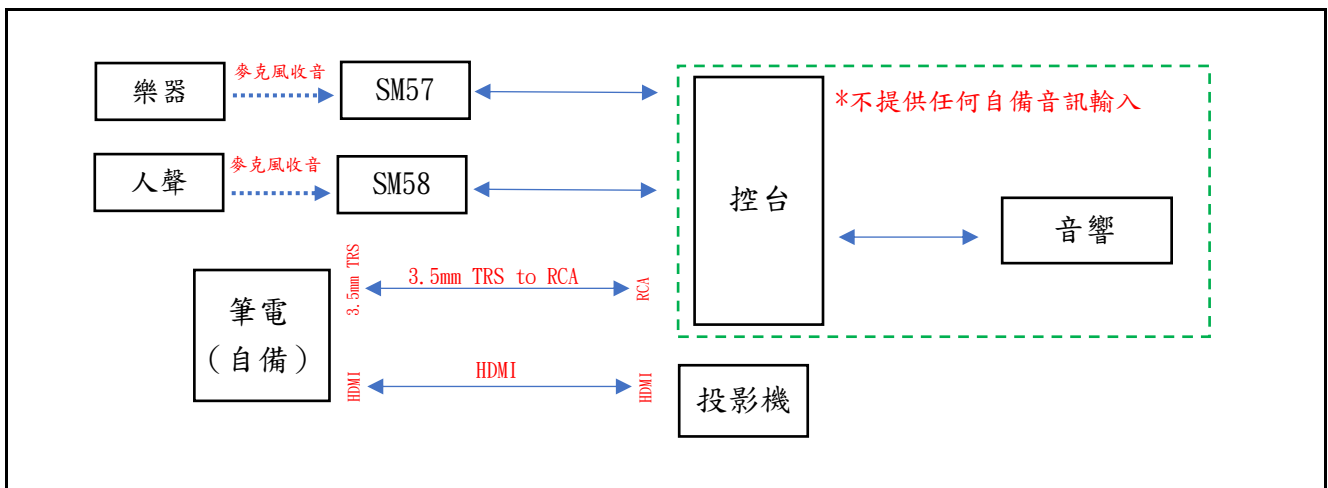 樂器
麥克風收音
SM57
人聲
麥克風收音
SM58
控台
*不提供任何自備音訊輸入
音響
筆電
(自備)
3.5mm TRS
3.5mm TRS to RCA
RCA
HDMI
HDMI
HDMI
投影機